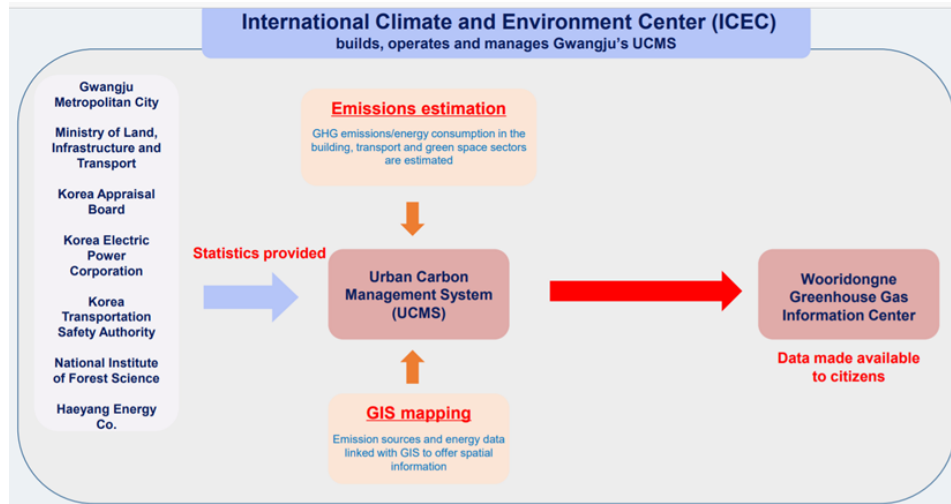 International Climate and Environment Center (ICEC)
builds, operates and manages Gwangju's UCMS
Gwangju
Metropolitan City
Ministry of Land,
Infrastructure and
Transport
Korea Appraisal
Board
Korea Electric
Power
Corporation
Korea
Transportation
Safety Authority
National Institute
of Forest Science
Haeyang Energy
Co.
Statistics provided
Emissions estimation
GHG emissions/energy consumption in the
building, transport and green space sectors
are estimated
Urban Carbon
Management System
(UCMS)
GIS mapping
Emission sources and energy data
linked with GIS to offer spatial
information
Wooridongne
Greenhouse Gas
Information Center
Data made available
to citizens